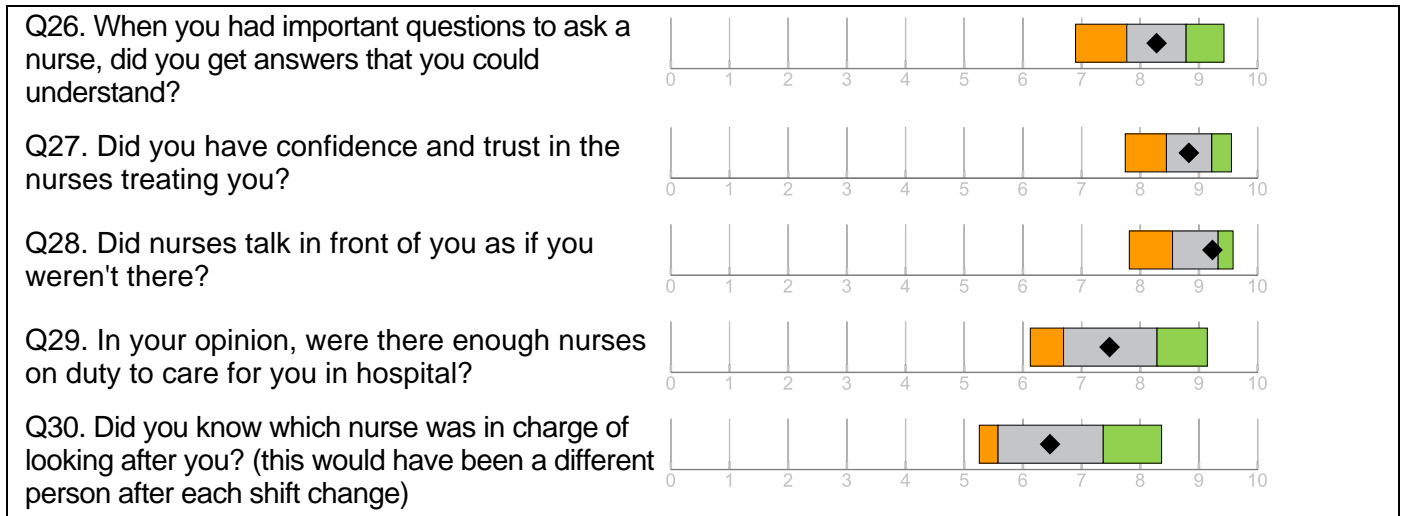 Q26. When you had important questions to ask a
nurse, did you get answers that you could
understand?
0 1 2 3 4 5 6 7 8 9 10
Q27. Did you have confidence and trust in the
nurses treating you?
0 1 2 3 4 5 6 7 8 9 10
Q28. Did nurses talk in front of you as if you
weren't there?
0 1 2 3 4 5 6 7 8 9 10
Q29. In your opinion, were there enough nurses
on duty to care for you in hospital?
0 1 2 3 4 5 6 7 8 9 10
Q30. Did you know which nurse was in charge of
looking after you? (this would have been a different
person after each shift change)
0 1 2 3 4 5 6 7 8 9 10